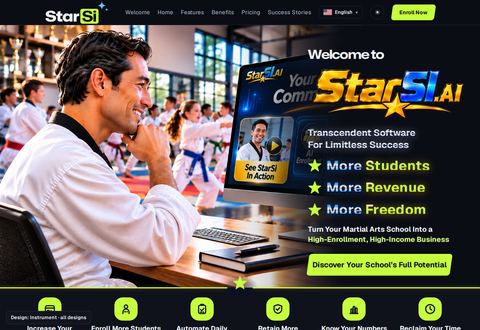 StarSi
Welcome
Home
Features
Benefits
Pricing
Success Stories
English
Enroll Now
Welcome to
StarSi.AI
StarSi.AI
Your
Comm
See StarSi
In Action
Transcendent Software
For Limitless Success
More Students
More Revenue
More Freedom
Turn Your Martial Arts School Into a
High-Enrollment, High-Income Business
Discover Your School's Full Potential
Design: Instrument · all designs
Increase Your
Enroll More Students
Automate Daily
Retain More
Know Your Numbers
Reclaim Your Time